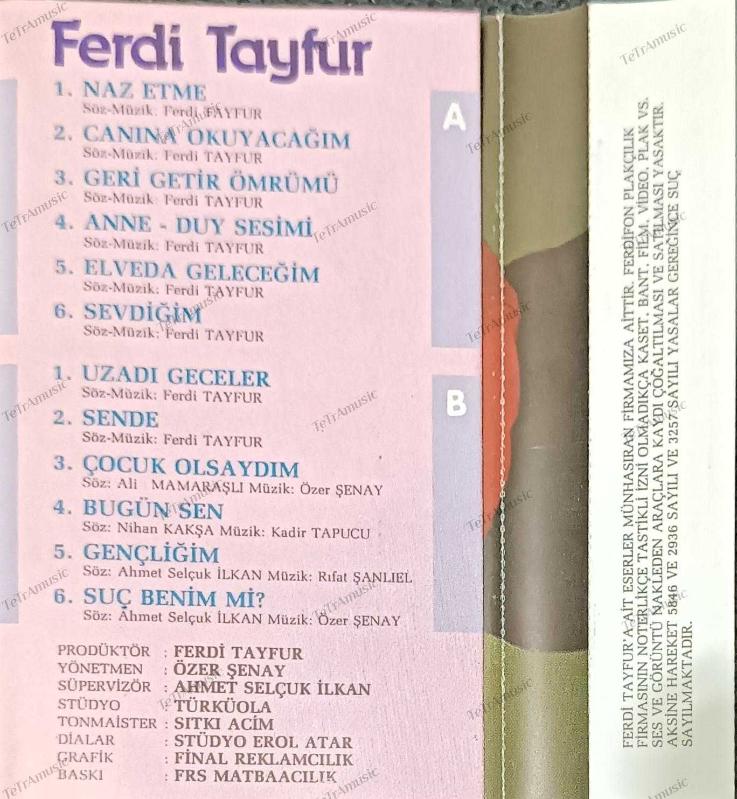 Ferdi Tayfur
1. NAZ ETME
Söz-Müzik: Ferdi TAYFUR
2. CANINA OKUYACAĞIM
Söz-Müzik: Ferdi TAYFUR
3. GERİ GETİR ÖMRÜMÜ
Söz-Müzik: Ferdi TAYFUR
4. ANNE - DUY SESİMİ
Söz-Müzik: Ferdi TAYFUR
5. ELVEDA GELECEĞİM
Söz-Müzik: Ferdi TAYFUR
6. SEVDİĞİM
Söz-Müzik: Ferdi TAYFUR
A
1. UZADI GECELER
Söz-Müzik: Ferdi TAYFUR
2. SENDE
Söz-Müzik: Ferdi TAYFUR
3. ÇOCUK OLSAYDIM
Söz: Ali MAMARAŞLI Müzik: Özer ŞENAY
4. BUGÜN SEN
Söz: Nihan KAKŞA Müzik: Kadir TAPUCU
5. GENÇLİĞİM
Söz: Ahmet Selçuk İLKAN Müzik: Rıfat ŞANLIEL
6. SUÇ BENİM Mİ?
Söz: Ahmet Selçuk İLKAN Müzik: Özer ŞENAY
B
PRODÜKTÖR : FERDİ TAYFUR
YÖNETMEN : ÖZER ŞENAY
SÜPERVİZÖR : AHMET SELÇUK İLKAN
STÜDYO : TÜRKÜOLA
TONMAISTER : SITKI ACİM
DİALAR : STÜDYO EROL ATAR
GRAFİK : FİNAL REKLAMCILIK
BASKI : FRS MATBAACILIK
FERDİ TAYFUR'A AİT ESERLER MÜNHASIRAN FİRMAMIZA AİTTİR. FERDİFON PLAKÇILIK
FİRMASININ NOTERLİKÇE TASTİKLİ İZNİ OLMADIKÇA KASET, BANT, FİLM, VİDEO, PLAK VS.
SES VE GÖRÜNTÜ NAKLEDEN ARAÇLARA KAYDI ÇOĞALTILMASI VE SATILMASI YASAKTIR.
AKSİNE HAREKET 5846 VE 2936 SAYILI VE 3257 SAYILI YASALAR GEREĞİNCE SUÇ
SAYILMAKTADIR.
TeTrAmusic